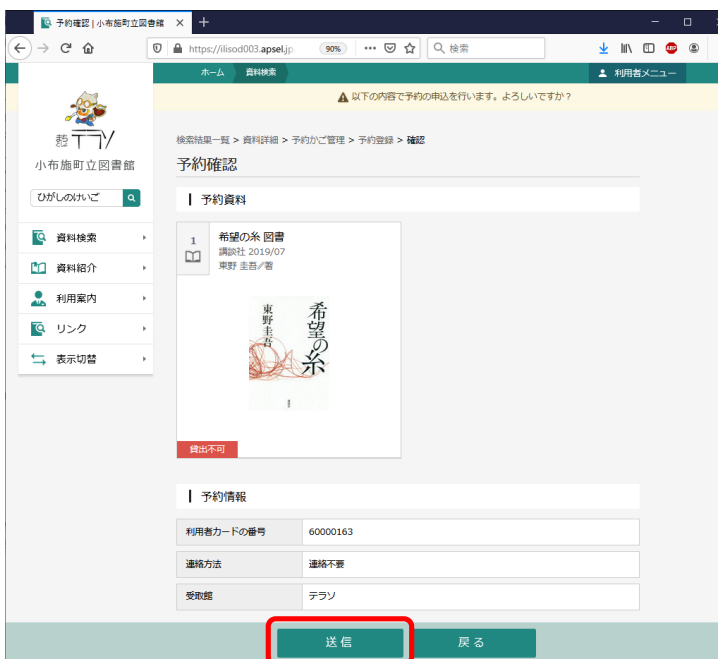 予約確認 | 小布施町立図書館
https://ilisod003.apsel.jp
90%
検索
ABP
ホーム
資料検索
利用者メニュー
以下の内容で予約の申込を行います。よろしいですか？
テラソ
小布施町立図書館
ひがしのけいご
資料検索
資料紹介
利用案内
リンク
表示切替
検索結果一覧 > 資料詳細 > 予約かご管理 > 予約登録 > 確認
予約確認
予約資料
1
希望の糸 図書
講談社 2019/07
東野 圭吾／著
希望の糸
東野圭吾
貸出不可
予約情報
利用者カードの番号 60000163
連絡方法 連絡不要
受取館 テラソ
送信
戻る